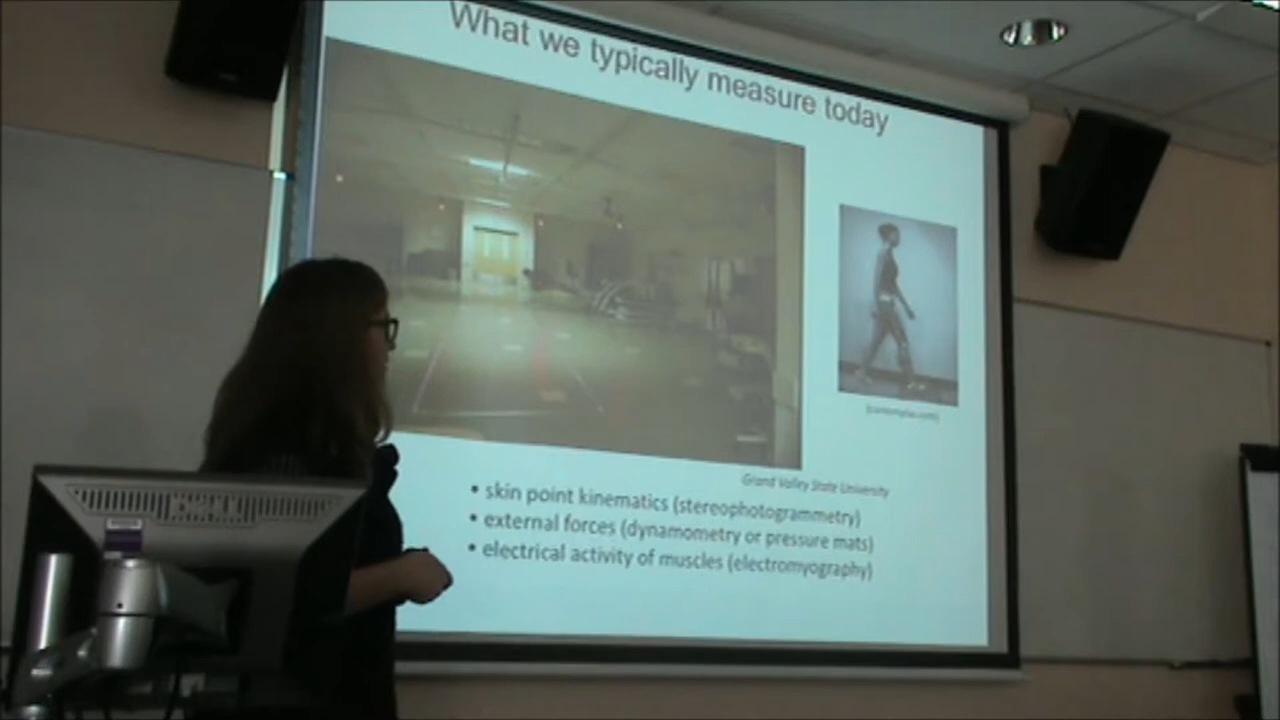 What we typically measure today
Grand Valley State University
• skin point kinematics (stereophotogrammetry)
• external forces (dynamometry or pressure mats)
• electrical activity of muscles (electromyography)